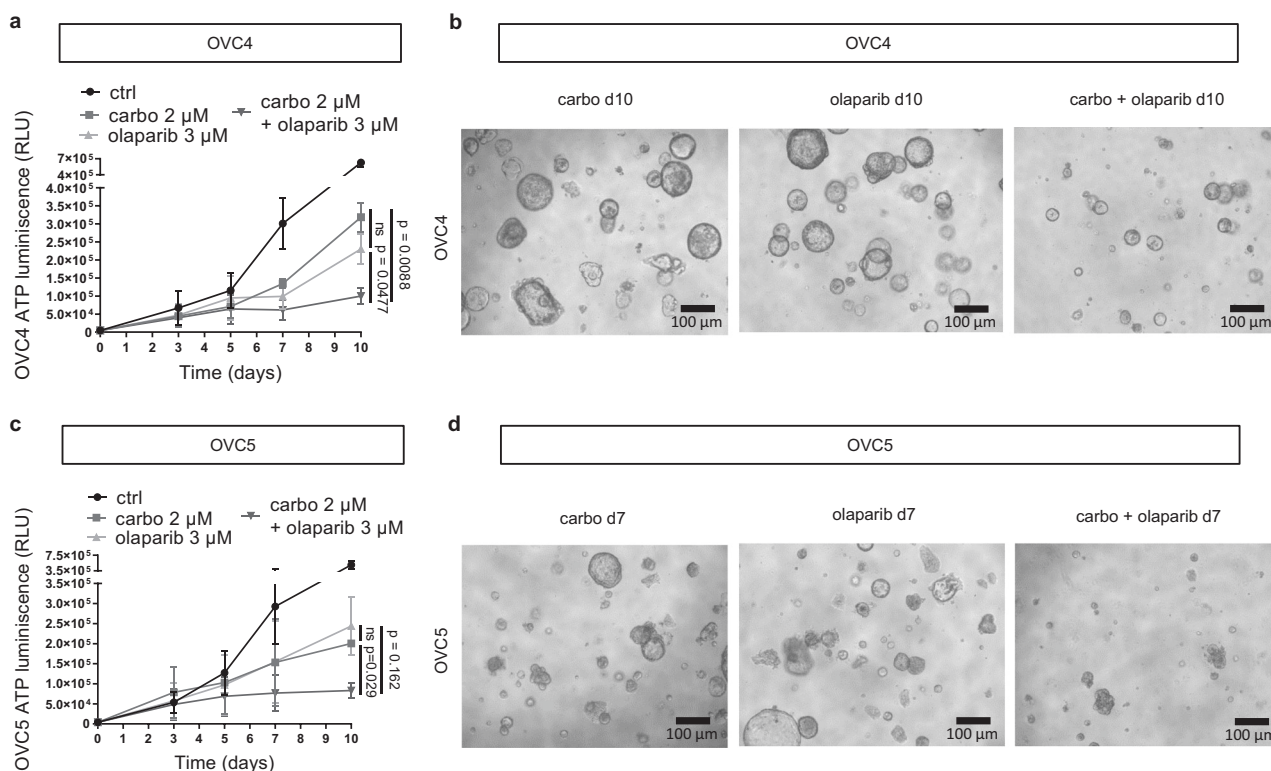 a
OVC4
ctrl
carbo 2 µM
olaparib 3 µM
carbo 2 µM
+ olaparib 3 µM
OVC4 ATP luminiscence (RLU)
7×10⁵
4×10⁵
4.0×10⁵
3.5×10⁵
3.0×10⁵
2.5×10⁵
2.0×10⁵
1.5×10⁵
1.0×10⁵
5.0×10⁴
0
0 1 2 3 4 5 6 7 8 9 10
Time (days)
ns
p = 0.0477
p = 0.0088
b
OVC4
carbo d10
olaparib d10
carbo + olaparib d10
OVC4
100 µm
100 µm
100 µm
c
OVC5
ctrl
carbo 2 µM
olaparib 3 µM
carbo 2 µM
+ olaparib 3 µM
OVC5 ATP luminiscence (RLU)
7.5×10⁵
3.5×10⁵
3.5×10⁵
3.0×10⁵
2.5×10⁵
2.0×10⁵
1.5×10⁵
1.0×10⁵
5.0×10⁴
0
0 1 2 3 4 5 6 7 8 9 10
Time (days)
ns
p=0.029
p = 0.162
d
OVC5
carbo d7
olaparib d7
carbo + olaparib d7
OVC5
100 µm
100 µm
100 µm